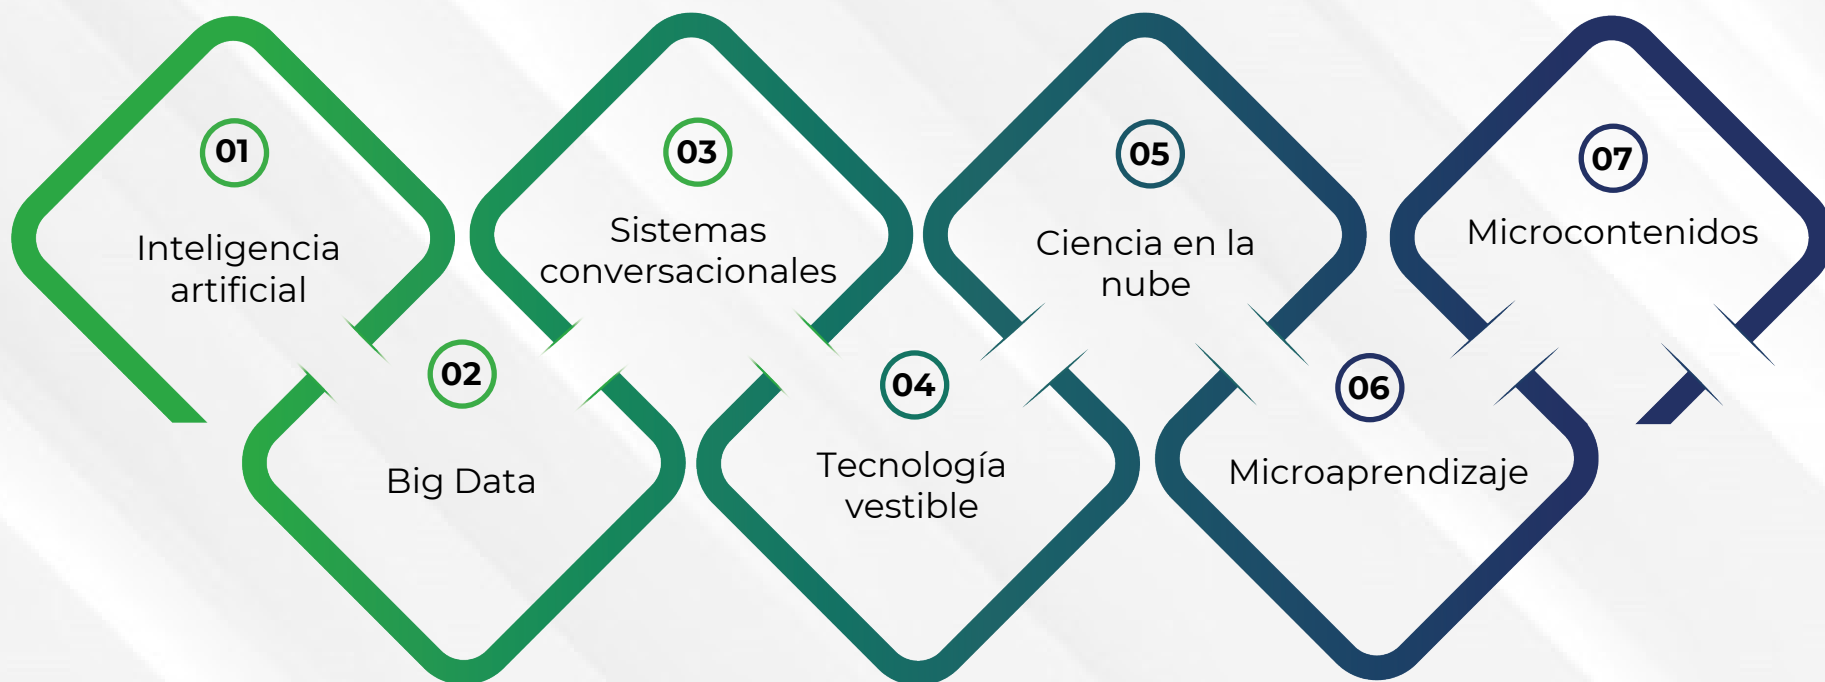 01
Inteligencia
artificial
02
Big Data
03
Sistemas
conversacionales
04
Tecnología
vestible
05
Ciencia en la
nube
06
Microaprendizaje
07
Microcontenidos